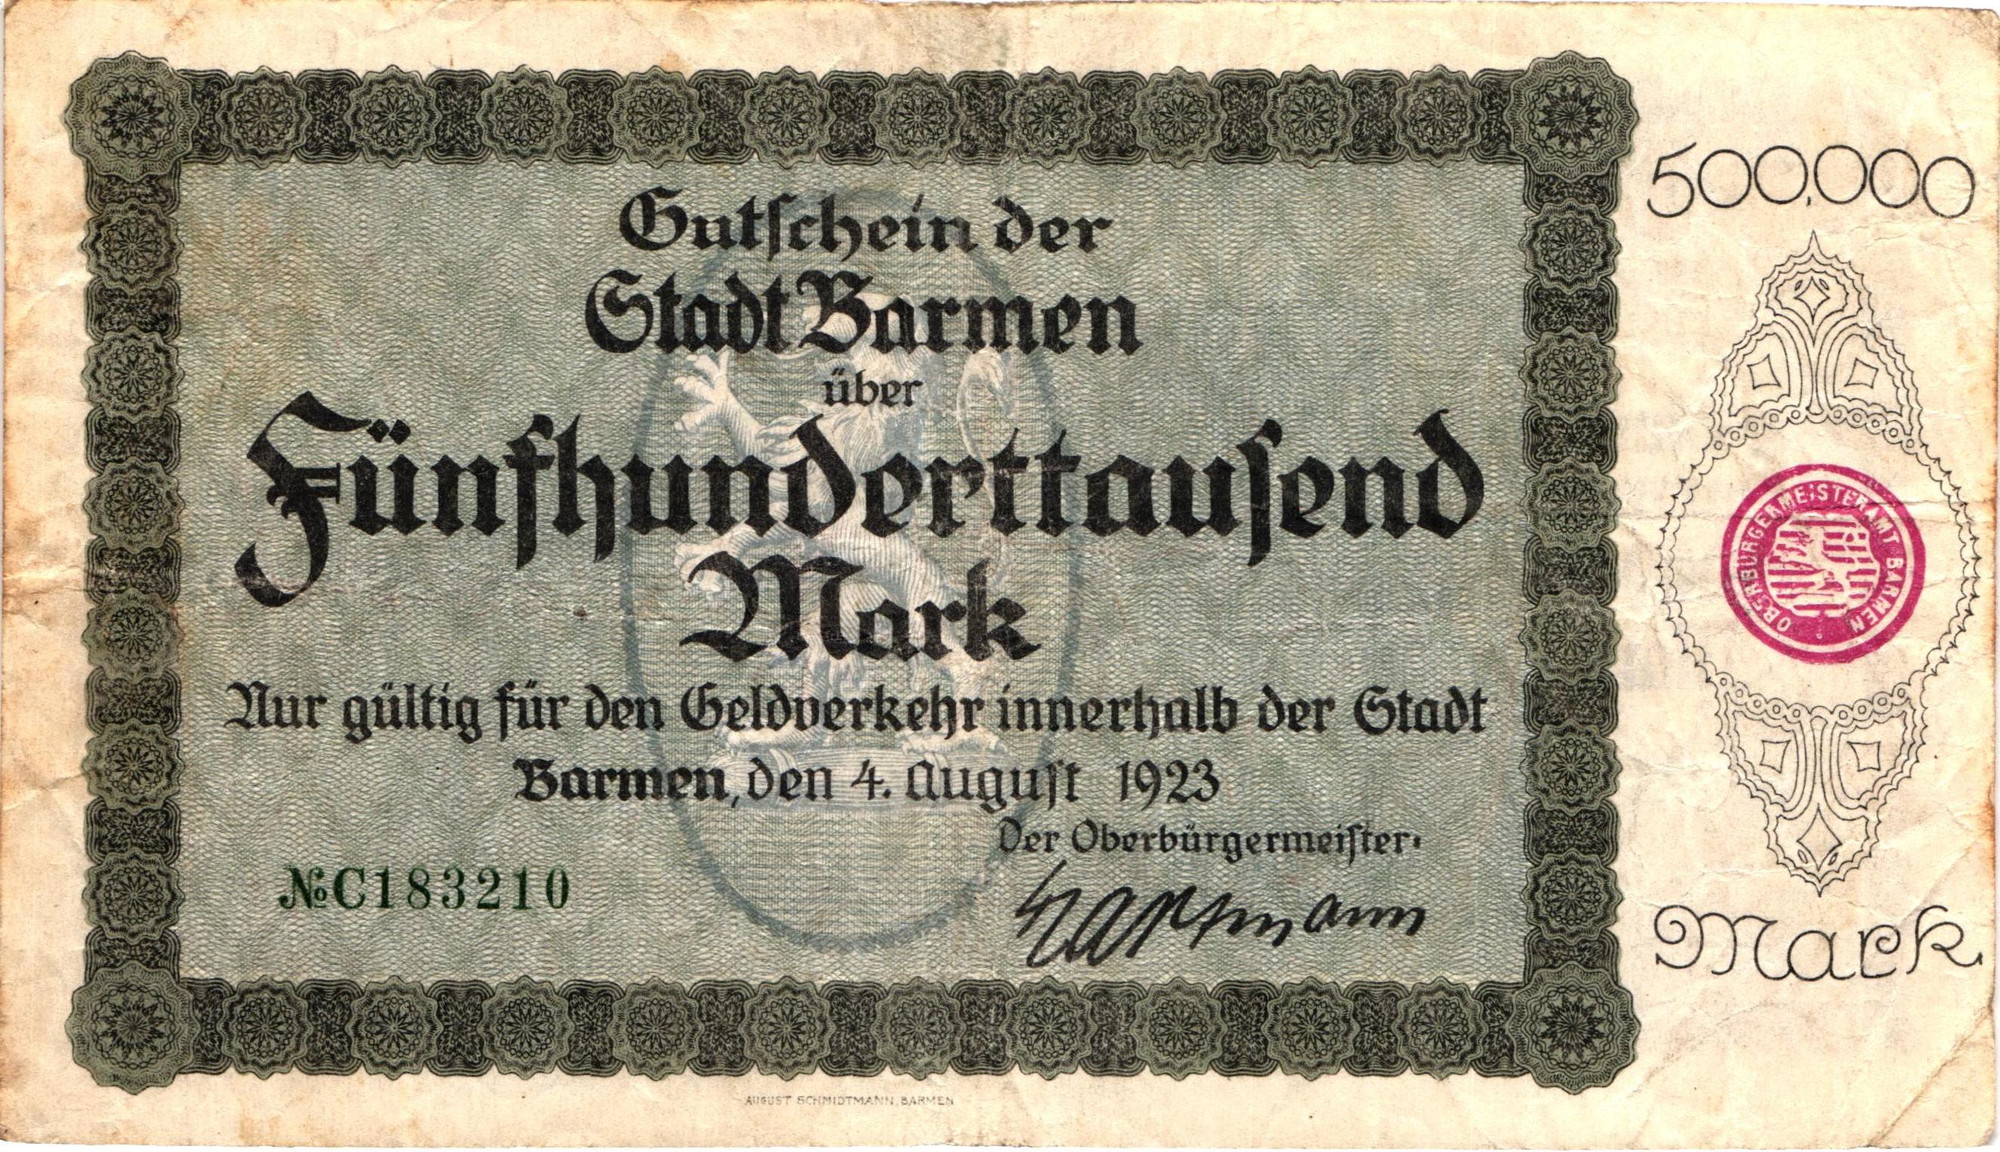 Gutschein der
Stadt Barmen
über
Fünfhunderttausend
Mark
Nur gültig für den Geldverkehr innerhalb der Stadt
Barmen, den 4. August 1923
Der Oberbürgermeister.
Hartmann
№C183210
AUGUST SCHMIDTMANN, BARMEN
500,000
OBERBÜRGERMEISTERAMT BARMEN
Mark